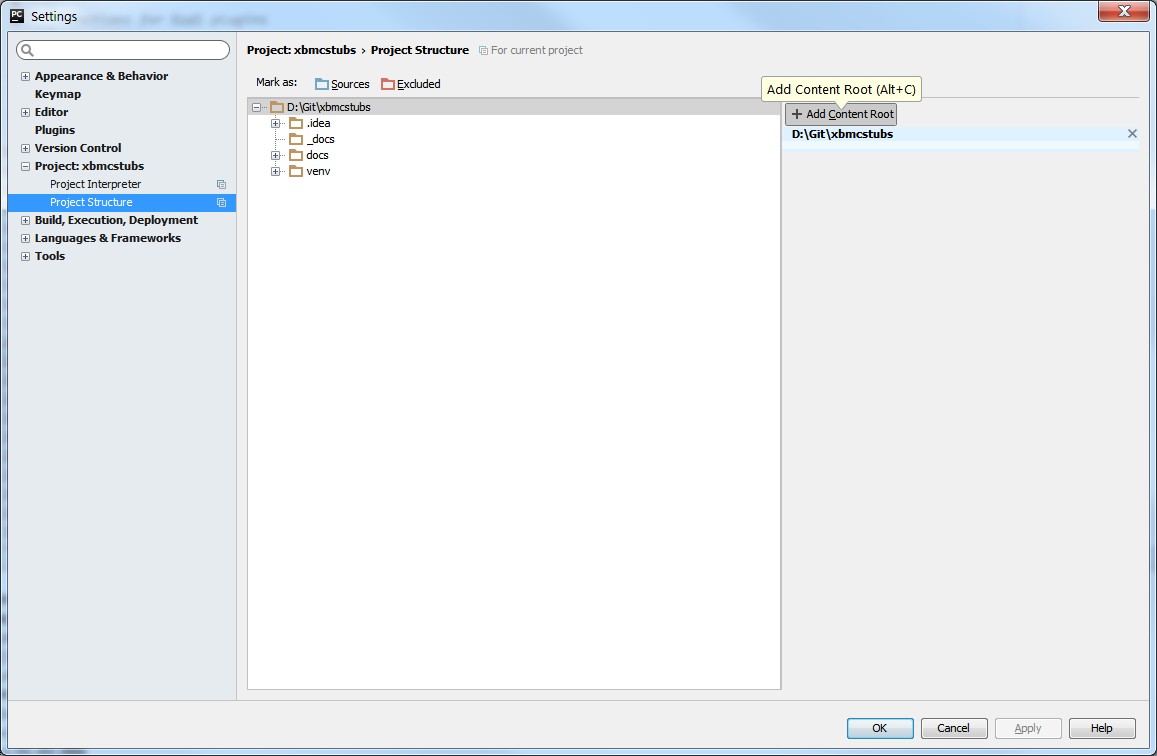 PC Settings
Appearance & Behavior
Keymap
Editor
Plugins
Version Control
Project: xbmcstubs
Project Interpreter
Project Structure
Build, Execution, Deployment
Languages & Frameworks
Tools
Project: xbmcstubs › Project Structure For current project
Mark as: Sources Excluded
D:\Git\xbmcstubs
.idea
_docs
docs
venv
Add Content Root (Alt+C)
+ Add Content Root
D:\Git\xbmcstubs
OK Cancel Apply Help